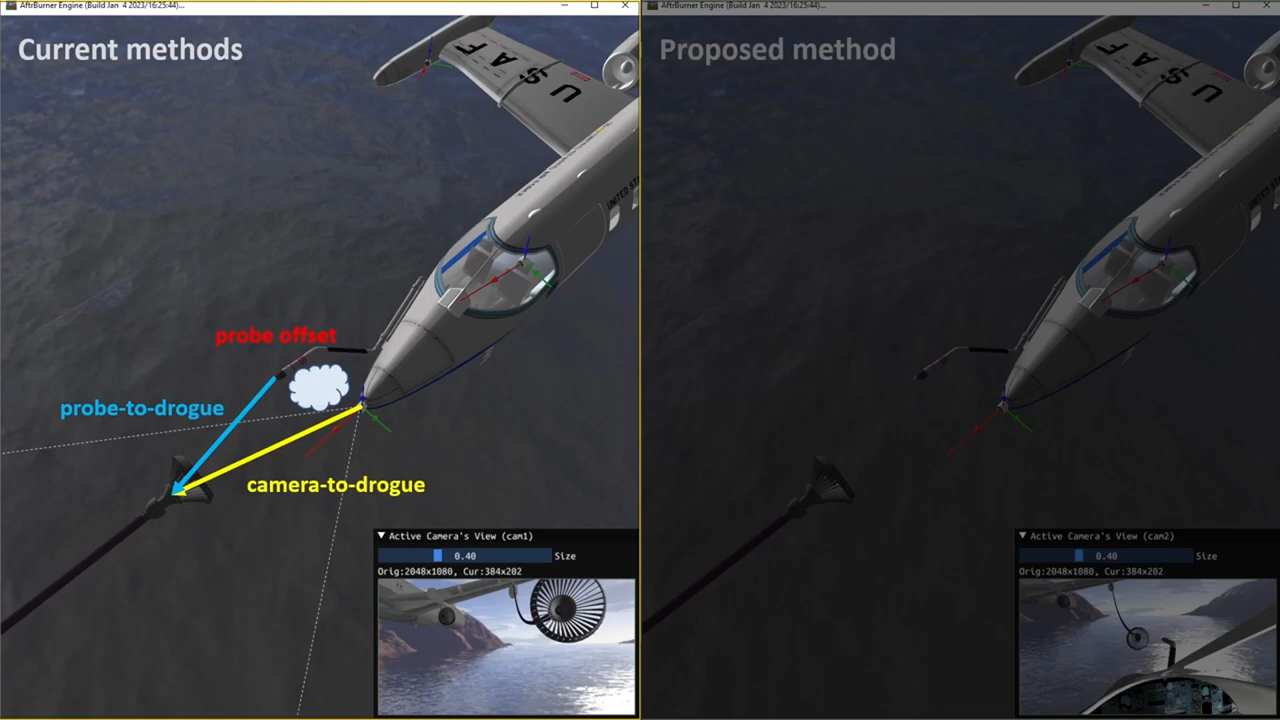 AftrBurner Engine (Build Jan 4 2023/16:25:44)...
Current methods
U S A F
UNITED STA
probe offset
probe-to-drogue
camera-to-drogue
Active Camera's View (cam1)
0.40 Size
Orig:2048x1080, Cur:384x202
AftrBurner Engine (Build Jan 4 2023/16:25:44)...
Proposed method
U S A F
Active Camera's View (cam2)
0.40 Size
Orig:2048x1080, Cur:384x202